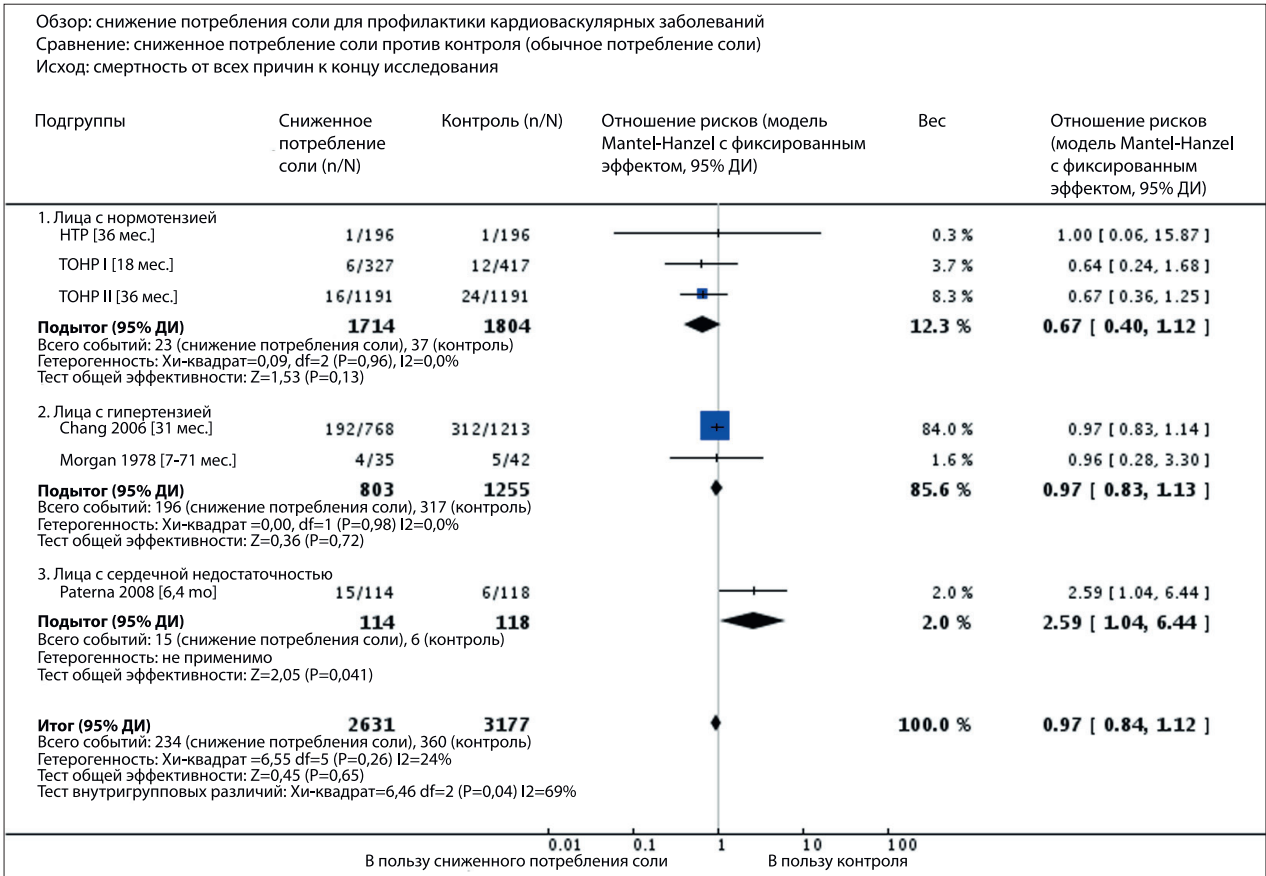 Обзор: снижение потребления соли для профилактики кардиоваскулярных заболеваний
Сравнение: сниженное потребление соли против контроля (обычное потребление соли)
Исход: смертность от всех причин к концу исследования
Подгруппы Сниженное потребление соли (n/N) Контроль (n/N) Отношение рисков (модель Mantel-Hanzel с фиксированным эффектом, 95% ДИ) Вес Отношение рисков (модель Mantel-Hanzel с фиксированным эффектом, 95% ДИ)
1. Лица с нормотензией
НТР [36 мес.] 1/196 1/196 0.3 % 1.00 [ 0.06, 15.87 ]
ТОНР I [18 мес.] 6/327 12/417 3.7 % 0.64 [ 0.24, 1.68 ]
ТОНР II [36 мес.] 16/1191 24/1191 8.3 % 0.67 [ 0.36, 1.25 ]
Подытог (95% ДИ) 1714 1804 12.3 % 0.67 [ 0.40, 1.12 ]
Всего событий: 23 (снижение потребления соли), 37 (контроль)
Гетерогенность: Хи-квадрат=0,09, df=2 (P=0,96), I2=0,0%
Тест общей эффективности: Z=1,53 (P=0,13)
2. Лица с гипертензией
Chang 2006 [31 мес.] 192/768 312/1213 84.0 % 0.97 [ 0.83, 1.14 ]
Morgan 1978 [7-71 мес.] 4/35 5/42 1.6 % 0.96 [ 0.28, 3.30 ]
Подытог (95% ДИ) 803 1255 85.6 % 0.97 [ 0.83, 1.13 ]
Всего событий: 196 (снижение потребления соли), 317 (контроль)
Гетерогенность: Хи-квадрат =0,00, df=1 (P=0,98) I2=0,0%
Тест общей эффективности: Z=0,36 (P=0,72)
3. Лица с сердечной недостаточностью
Paterna 2008 [6,4 mo] 15/114 6/118 2.0 % 2.59 [ 1.04, 6.44 ]
Подытог (95% ДИ) 114 118 2.0 % 2.59 [ 1.04, 6.44 ]
Всего событий: 15 (снижение потребления соли), 6 (контроль)
Гетерогенность: не применимо
Тест общей эффективности: Z=2,05 (P=0,041)
Итог (95% ДИ) 2631 3177 100.0 % 0.97 [ 0.84, 1.12 ]
Всего событий: 234 (снижение потребления соли), 360 (контроль)
Гетерогенность: Хи-квадрат =6,55 df=5 (P=0,26) I2=24%
Тест общей эффективности: Z=0,45 (P=0,65)
Тест внутригрупповых различий: Хи-квадрат=6,46 df=2 (P=0,04) I2=69%
0.01 0.1 1 10 100
В пользу сниженного потребления соли В пользу контроля